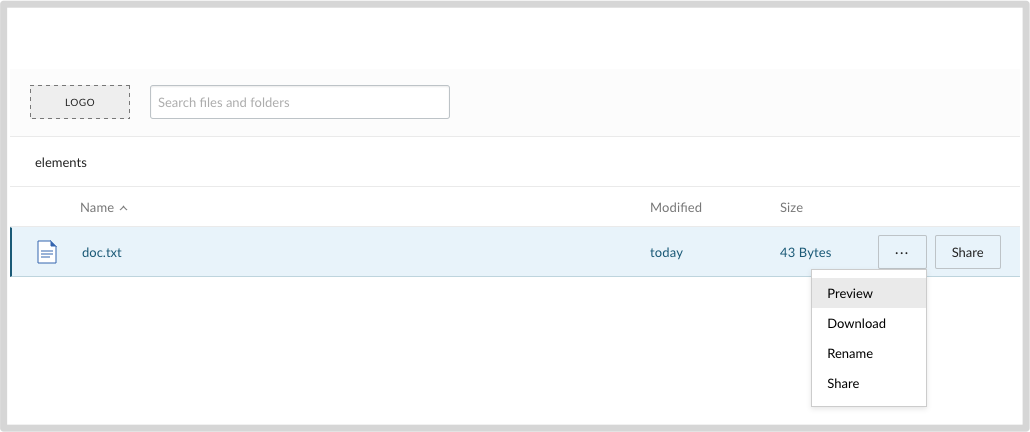 LOGO Search files and folders
elements
Name Modified Size
doc.txt today 43 Bytes ... Share
Preview
Download
Rename
Share